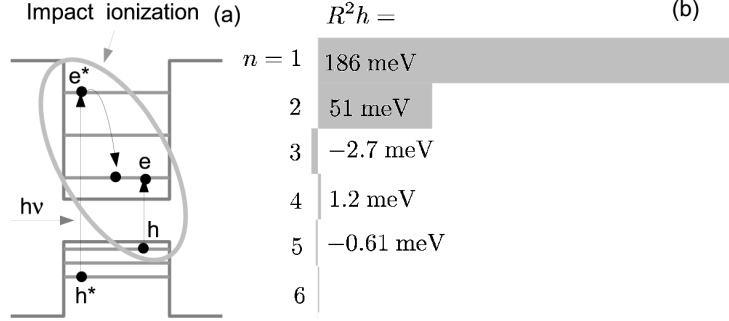 Impact ionization (a)
e*
e
hν
h
h*
R²h = (b)
n = 1 186 meV
2 51 meV
3 −2.7 meV
4 1.2 meV
5 −0.61 meV
6